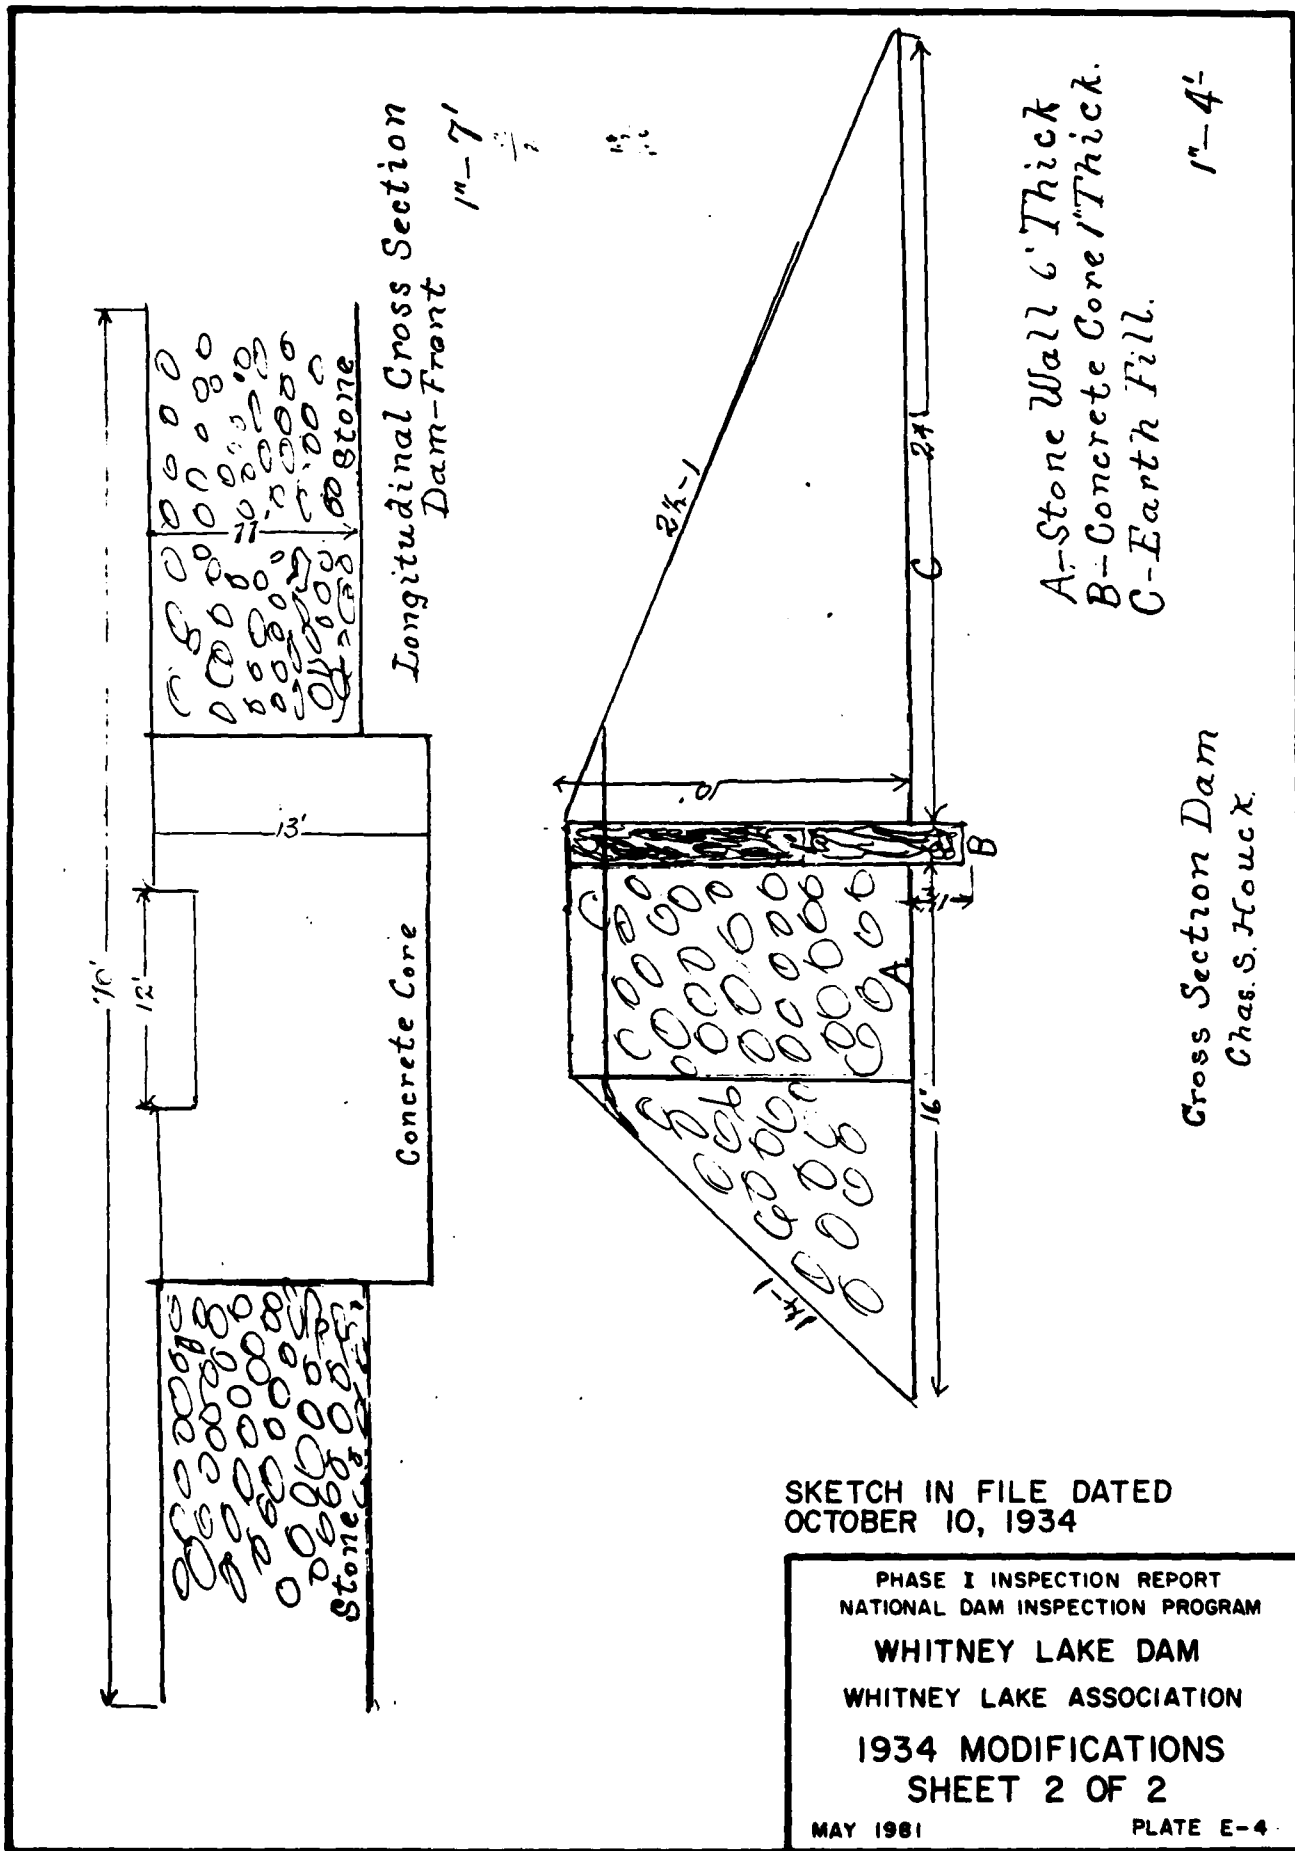 70'
12'
13'
11'
Stone
Concrete Core
Stone
Longitudinal Cross Section
Dam-Front
1"-7'
2½-1
1¼-1
10'
C
24'
A
16'
B
A-Stone Wall 6' Thick
B-Concrete Core 1" Thick.
C-Earth Fill.
1"-4'
Cross Section Dam
Chas. S. Houck.
SKETCH IN FILE DATED
OCTOBER 10, 1934
PHASE I INSPECTION REPORT
NATIONAL DAM INSPECTION PROGRAM
WHITNEY LAKE DAM
WHITNEY LAKE ASSOCIATION
1934 MODIFICATIONS
SHEET 2 OF 2
MAY 1981 PLATE E-4